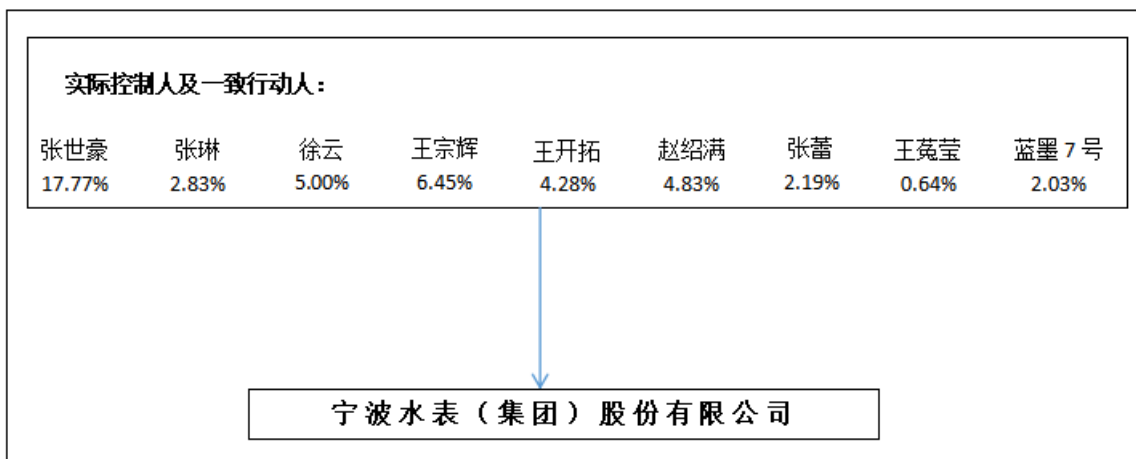 实际控制人及一致行动人：
张世豪 张琳 徐云 王宗辉 王开拓 赵绍满 张蕾 王菟莹 蓝墨7号
17.77% 2.83% 5.00% 6.45% 4.28% 4.83% 2.19% 0.64% 2.03%
宁波水表（集团）股份有限公司